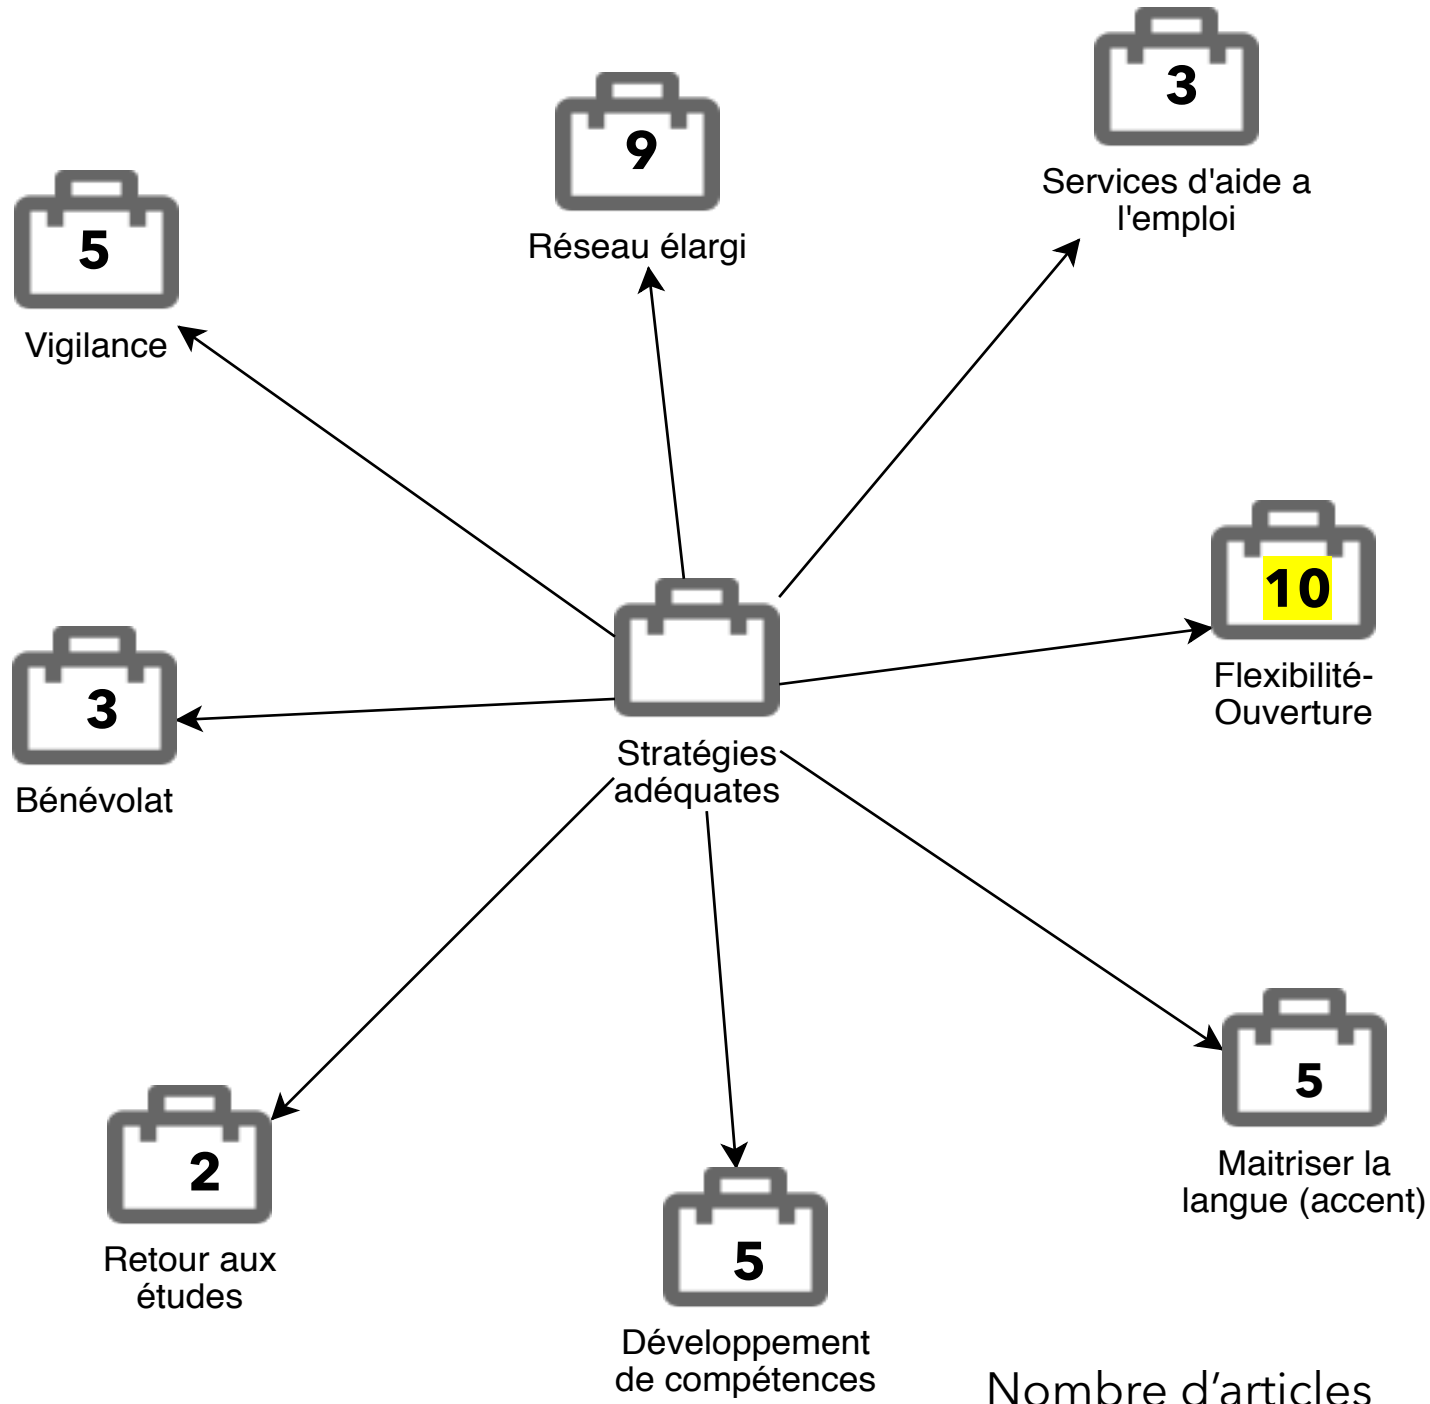 3
Services d'aide a
l'emploi
9
Réseau élargi
5
Vigilance
10
Flexibilité-
Ouverture
3
Bénévolat
Stratégies
adéquates
5
Maitriser la
langue (accent)
2
Retour aux
études
5
Développement
de compétences
Nombre d’articles